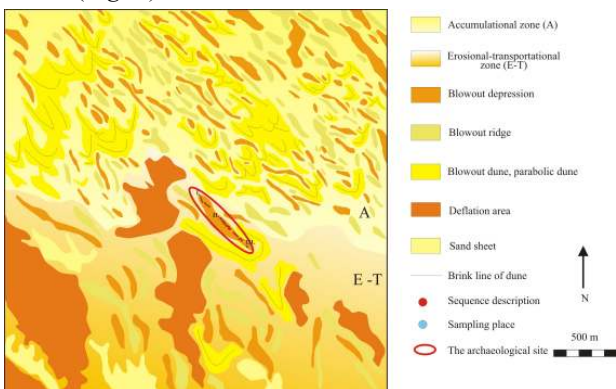 A
E -T
Accumulational zone (A)
Erosional-transportational
zone (E-T)
Blowout depression
Blowout ridge
Blowout dune, parabolic dune
Deflation area
Sand sheet
Brink line of dune
Sequence description
Sampling place
The archaeological site
N
500 m